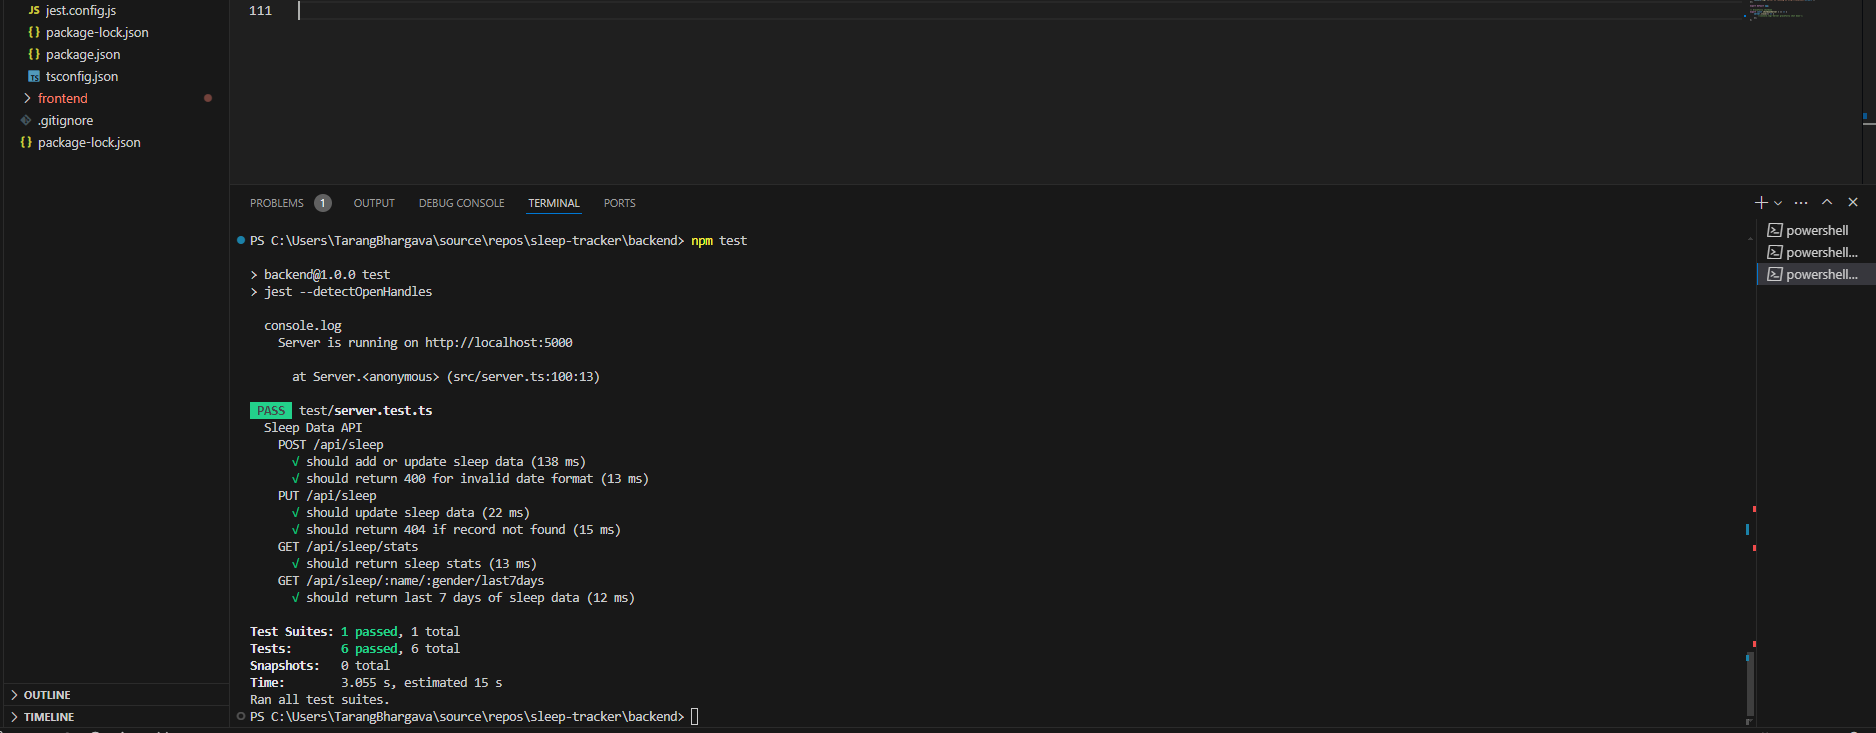 jest.config.js
package-lock.json
package.json
tsconfig.json
frontend
.gitignore
package-lock.json
OUTLINE
TIMELINE
111
PROBLEMS 1 OUTPUT DEBUG CONSOLE TERMINAL PORTS
PS C:\Users\TarangBhargava\source\repos\sleep-tracker\backend> npm test
> backend@1.0.0 test
> jest --detectOpenHandles
console.log
Server is running on http://localhost:5000
at Server.<anonymous> (src/server.ts:100:13)
PASS test/server.test.ts
Sleep Data API
POST /api/sleep
√ should add or update sleep data (138 ms)
√ should return 400 for invalid date format (13 ms)
PUT /api/sleep
√ should update sleep data (22 ms)
√ should return 404 if record not found (15 ms)
GET /api/sleep/stats
√ should return sleep stats (13 ms)
GET /api/sleep/:name/:gender/last7days
√ should return last 7 days of sleep data (12 ms)
Test Suites: 1 passed, 1 total
Tests: 6 passed, 6 total
Snapshots: 0 total
Time: 3.055 s, estimated 15 s
Ran all test suites.
PS C:\Users\TarangBhargava\source\repos\sleep-tracker\backend>
powershell
powershell...
powershell...